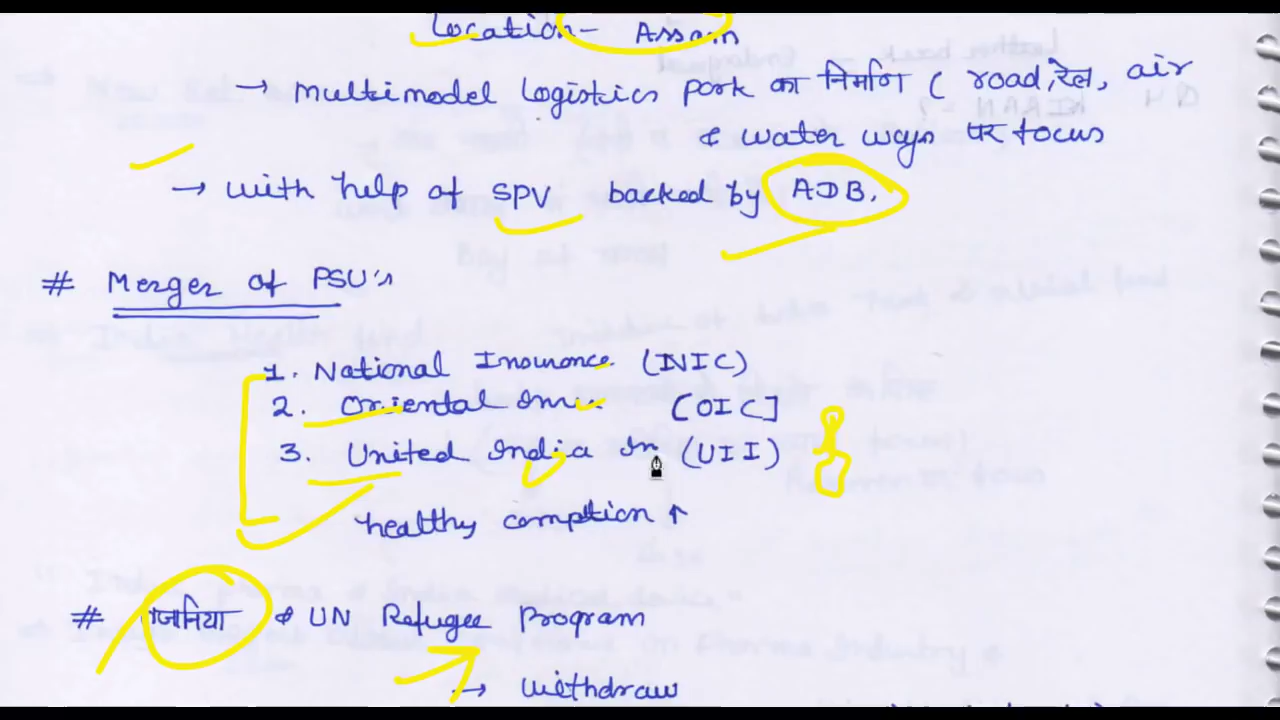 Location- Assam
→ multimodel logistics park का निर्माण ( road, रेल, air
& water ways पर focus
→ with help of SPV backed by ADB.
# Merger of PSU's
1. National Insurance (NIC)
2. Oriental Ins. (OIC]
3. United India In (UII)
healthy comption ↑
# & UN Refugee Program
→ withdraw